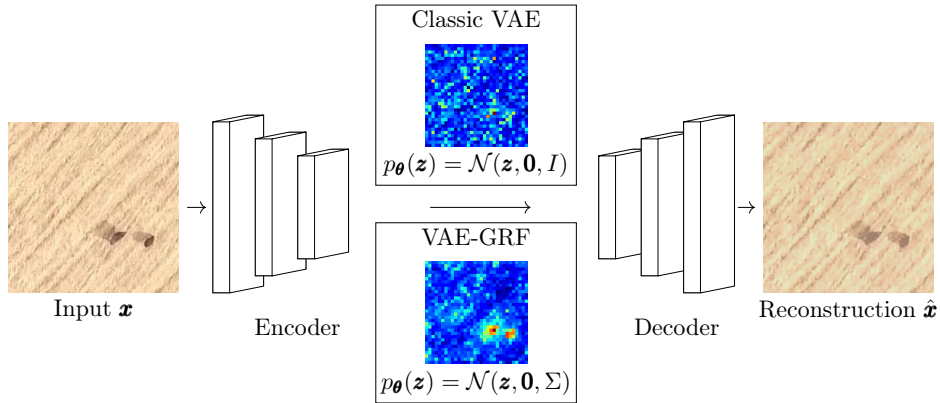 Classic VAE
p_θ(z) = 𝒩(z, 0, I)
Input x
Encoder
VAE-GRF
p_θ(z) = 𝒩(z, 0, Σ)
Decoder
Reconstruction x̂